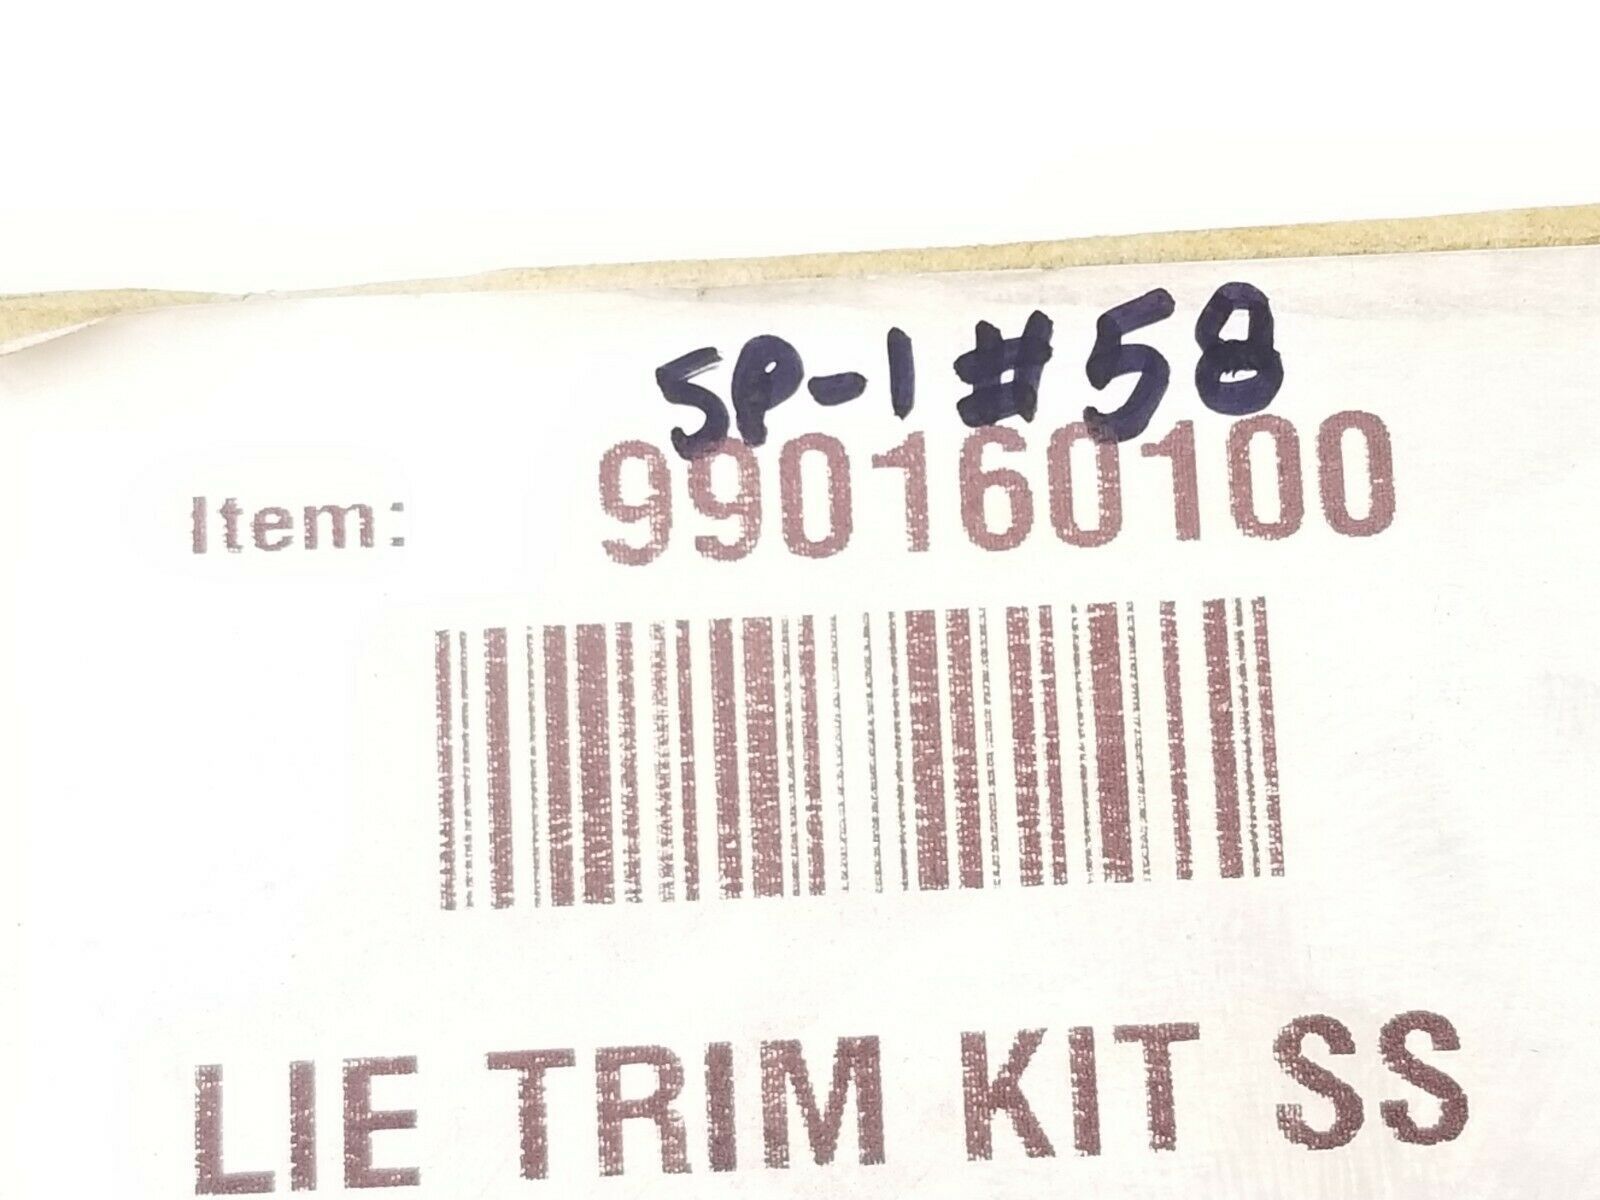 SP-1 #58
Item: 990160100
LIE TRIM KIT SS